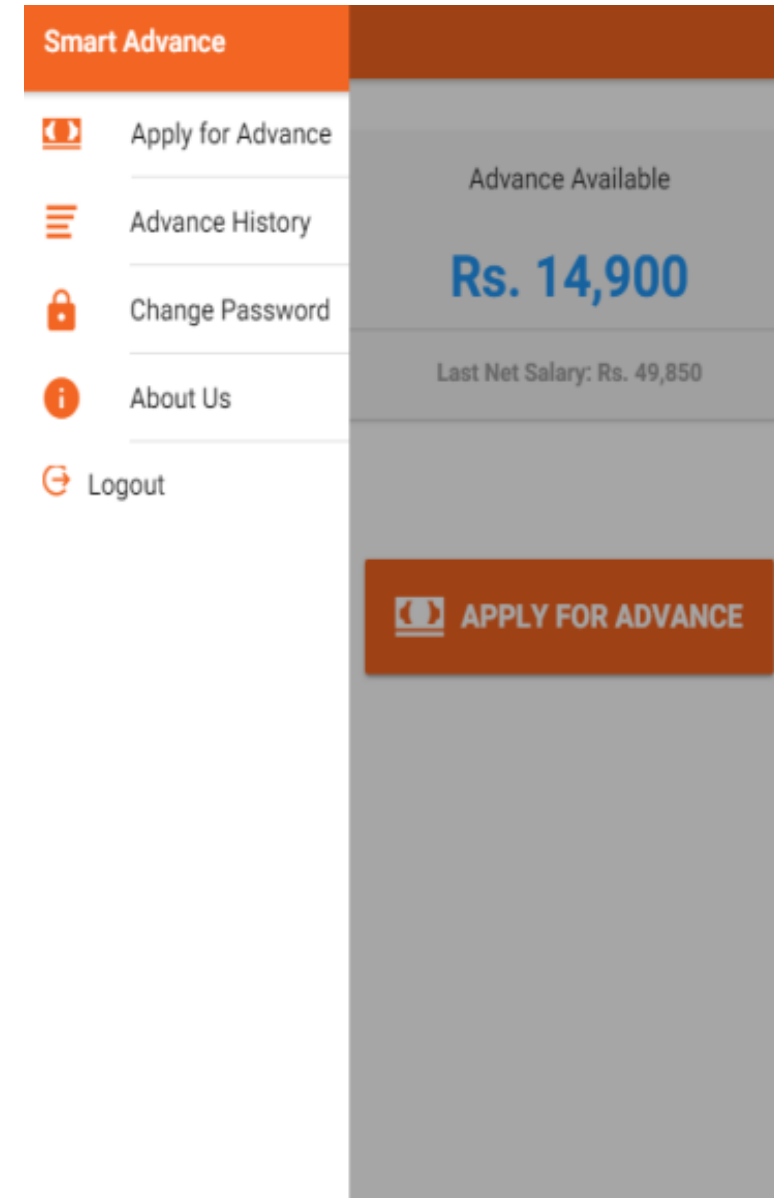 Smart Advance
Apply for Advance
Advance History
Change Password
About Us
Logout
Advance Available
Rs. 14,900
Last Net Salary: Rs. 49,850
APPLY FOR ADVANCE